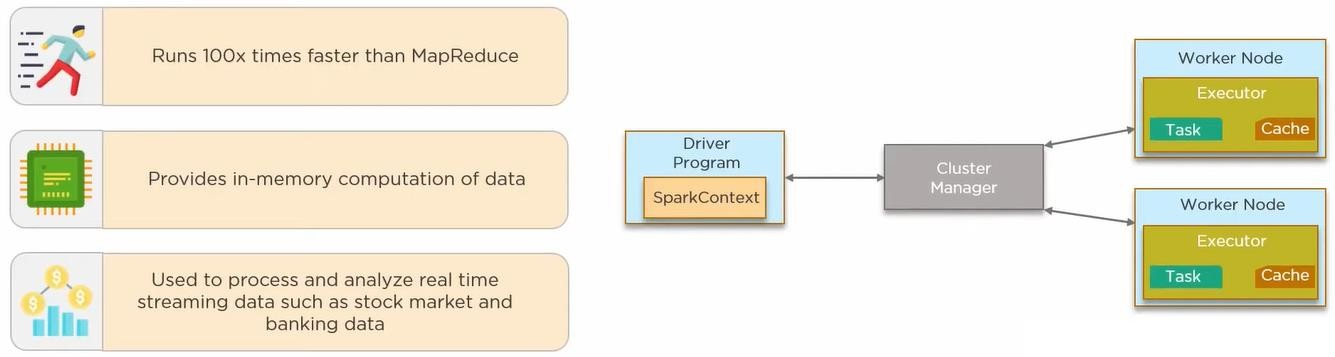 Runs 100x times faster than MapReduce
Provides in-memory computation of data
Used to process and analyze real time
streaming data such as stock market and
banking data
Driver
Program
SparkContext
Cluster
Manager
Worker Node
Executor
Task
Cache
Worker Node
Executor
Task
Cache